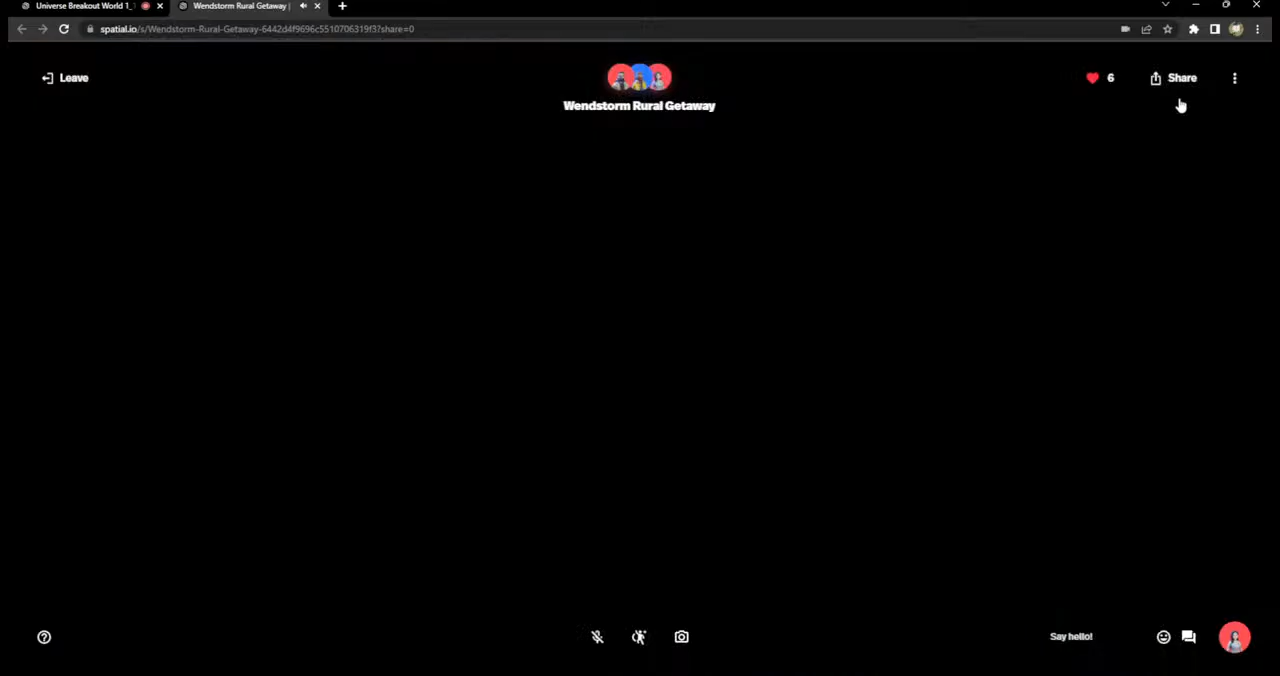 Universe Breakout World 1_
Wendstorm Rural Getaway |
spatial.io/s/Wendstorm-Rural-Getaway-6442d4f9696c5510706319f3?share=0
Leave
6
Share
Wendstorm Rural Getaway
Say hello!